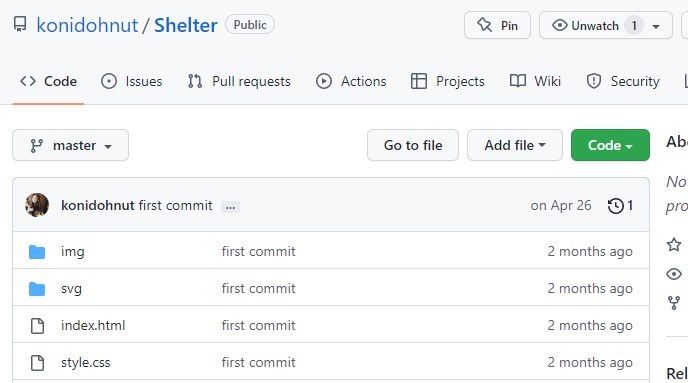 konidohnut / Shelter Public Pin Unwatch 1
Code Issues Pull requests Actions Projects Wiki Security
master Go to file Add file Code
konidohnut first commit ... on Apr 26 1
img first commit 2 months ago
svg first commit 2 months ago
index.html first commit 2 months ago
style.css first commit 2 months ago
Abo
No
pro
Rel